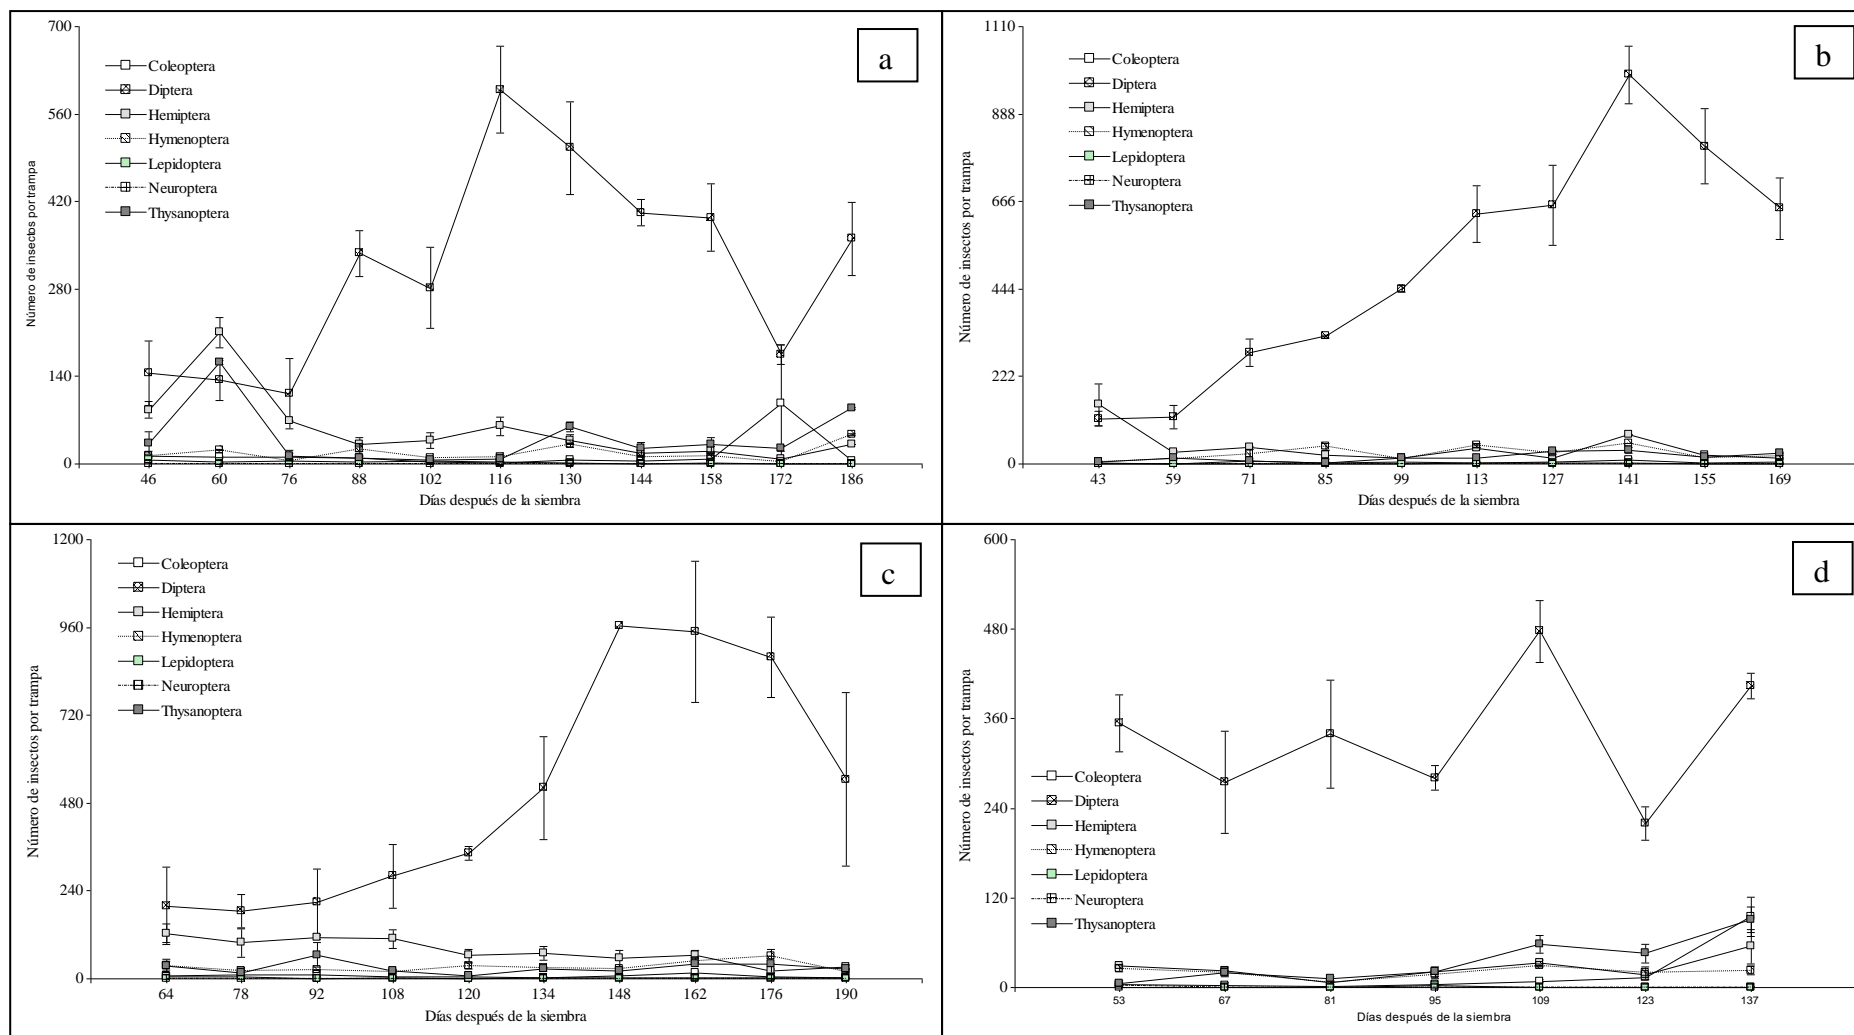 a
Número de insectos por trampa
700
560
420
280
140
0
Coleoptera
Diptera
Hemiptera
Hymenoptera
Lepidoptera
Neuroptera
Thysanoptera
46 60 76 88 102 116 130 144 158 172 186
Días después de la siembra
b
Número de insectos por trampa
1110
888
666
444
222
0
Coleoptera
Diptera
Hemiptera
Hymenoptera
Lepidoptera
Neuroptera
Thysanoptera
43 59 71 85 99 113 127 141 155 169
Días después de la siembra
c
Número de insectos por trampa
1200
960
720
480
240
0
Coleoptera
Diptera
Hemiptera
Hymenoptera
Lepidoptera
Neuroptera
Thysanoptera
64 78 92 108 120 134 148 162 176 190
Días después de la siembra
d
Número de insectos por trampa
600
480
360
240
120
0
Coleoptera
Diptera
Hemiptera
Hymenoptera
Lepidoptera
Neuroptera
Thysanoptera
53 67 81 95 109 123 137
Días después de la siembra